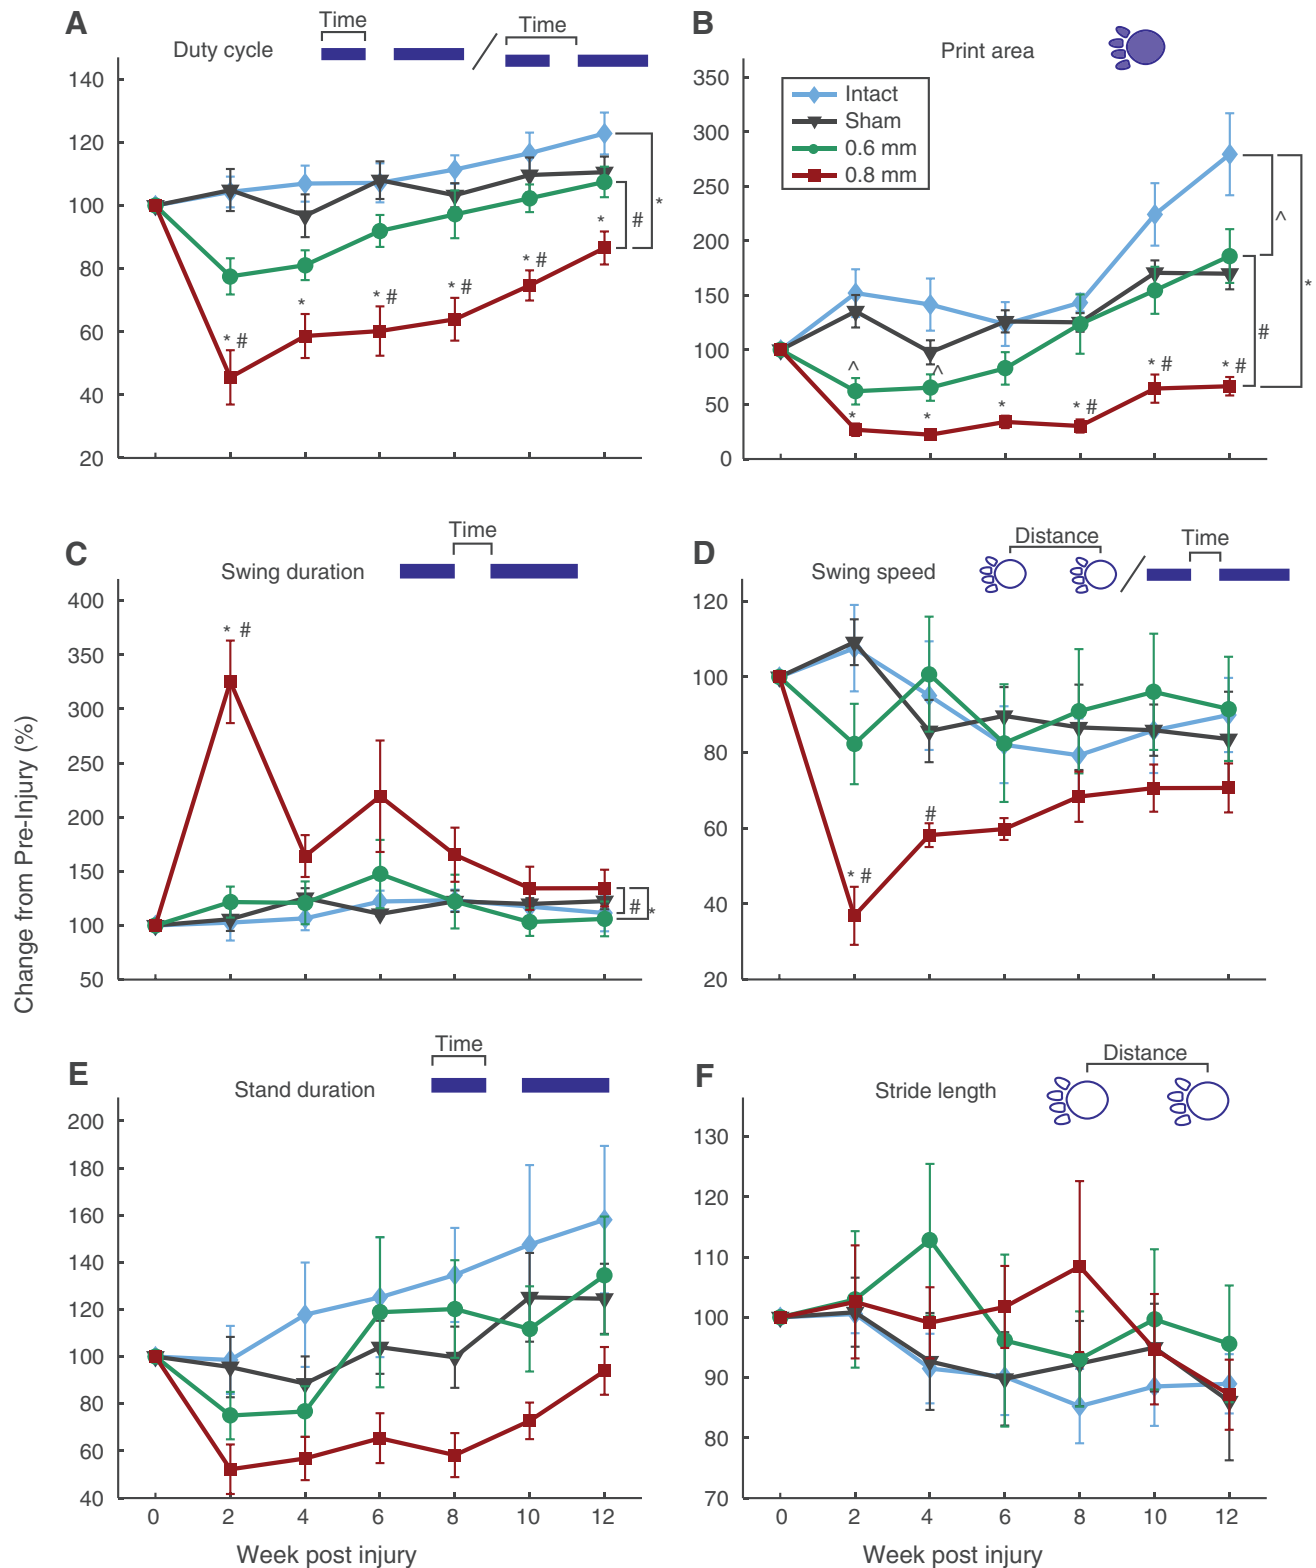 A
Duty cycle
Time
Time
140
120
100
80
60
40
20
* #
*
* #
* #
* #
*
#
*
B
Print area
350
300
250
200
150
100
50
0
Intact
Sham
0.6 mm
0.8 mm
^
^
*
*
*
* #
* #
* #
^
#
*
Change from Pre-Injury (%)
C
Swing duration
Time
400
350
300
250
200
150
100
50
* #
#
*
D
Swing speed
Distance
Time
120
100
80
60
40
20
* #
#
E
Stand duration
Time
200
180
160
140
120
100
80
60
40
0 2 4 6 8 10 12
Week post injury
F
Stride length
Distance
130
120
110
100
90
80
70
0 2 4 6 8 10 12
Week post injury